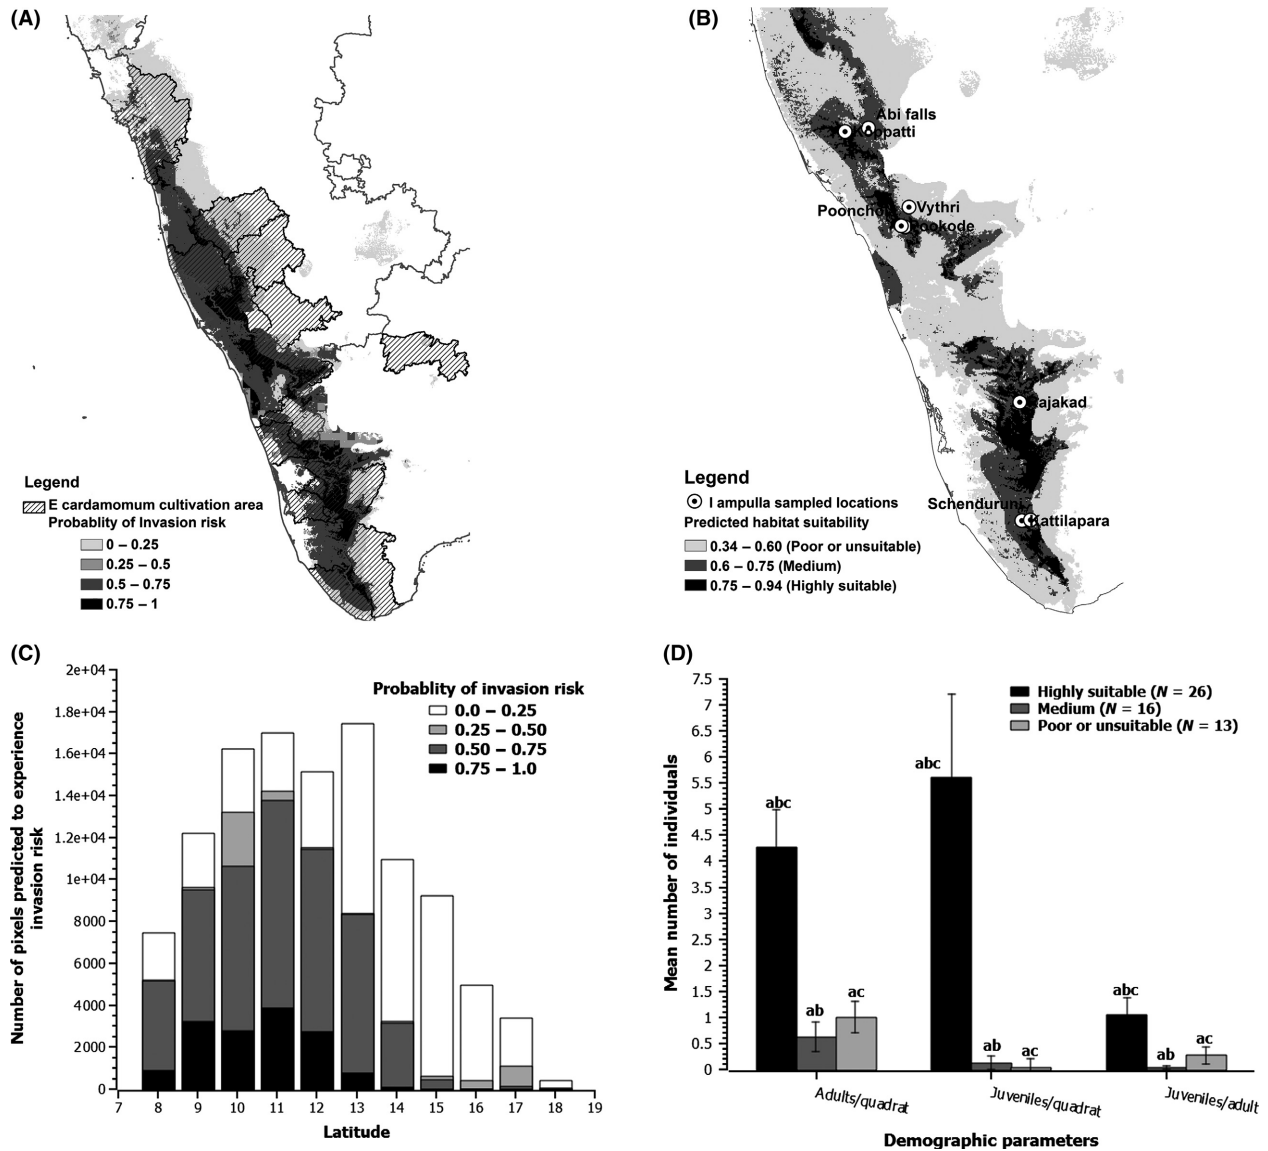 (A)
Legend
E cardamomum cultivation area
Probablity of Invasion risk
0 – 0.25
0.25 – 0.5
0.5 – 0.75
0.75 – 1
(B)
Abi falls
Koppatti
Vythri
Pookode
Rajakad
Schenduruni
Kattilapara
Legend
I ampulla sampled locations
Predicted habitat suitability
0.34 – 0.60 (Poor or unsuitable)
0.6 – 0.75 (Medium)
0.75 – 0.94 (Highly suitable)
(C)
Number of pixels predicted to experience
invasion risk
2e+04
1.8e+04
1.6e+04
1.4e+04
1.2e+04
1e+04
8000
6000
4000
2000
0
Probablity of invasion risk
0.0 – 0.25
0.25 – 0.50
0.50 – 0.75
0.75 – 1.0
7 8 9 10 11 12 13 14 15 16 17 18 19
Latitude
(D)
Mean number of individuals
7.5
7
6.5
6
5.5
5
4.5
4
3.5
3
2.5
2
1.5
1
0.5
0
Highly suitable (N = 26)
Medium (N = 16)
Poor or unsuitable (N = 13)
abc
ab
ac
abc
ab
ac
abc
ab
ac
Adults/quadrat
Juveniles/quadrat
Juveniles/adult
Demographic parameters